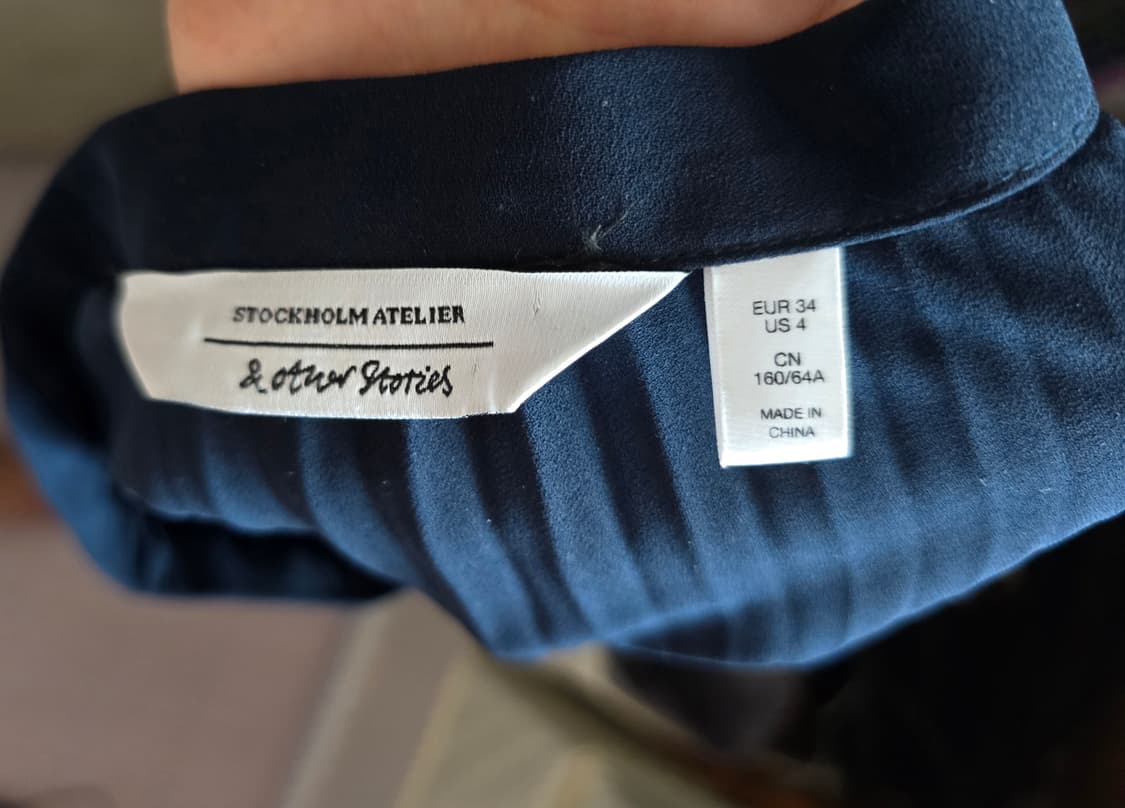 STOCKHOLM ATELIER
& other Stories
EUR 34
US 4
CN
160/64A
MADE IN
CHINA